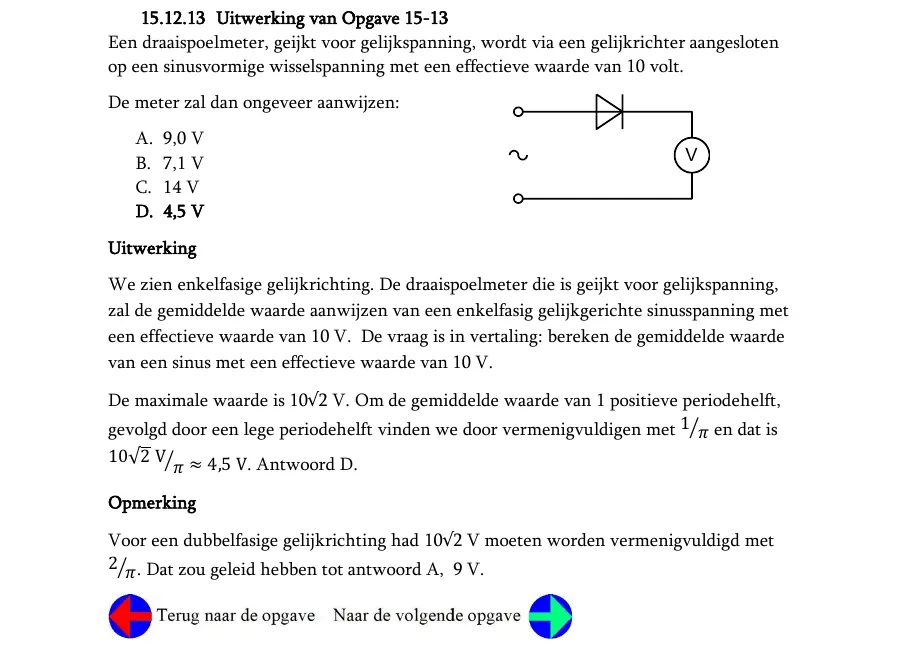 15.12.13 Uitwerking van Opgave 15-13
Een draaispoelmeter, geijkt voor gelijkspanning, wordt via een gelijkrichter aangesloten
op een sinusvormige wisselspanning met een effectieve waarde van 10 volt.
De meter zal dan ongeveer aanwijzen:
A. 9,0 V
B. 7,1 V
C. 14 V
D. 4,5 V
V
Uitwerking
We zien enkelfasige gelijkrichting. De draaispoelmeter die is geijkt voor gelijkspanning,
zal de gemiddelde waarde aanwijzen van een enkelfasig gelijkgerichte sinusspanning met
een effectieve waarde van 10 V. De vraag is in vertaling: bereken de gemiddelde waarde
van een sinus met een effectieve waarde van 10 V.
De maximale waarde is 10√2 V. Om de gemiddelde waarde van 1 positieve periodehelft,
gevolgd door een lege periodehelft vinden we door vermenigvuldigen met 1/π en dat is
10√2 V/π ≈ 4,5 V. Antwoord D.
Opmerking
Voor een dubbelfasige gelijkrichting had 10√2 V moeten worden vermenigvuldigd met
2/π. Dat zou geleid hebben tot antwoord A, 9 V.
Terug naar de opgave Naar de volgende opgave